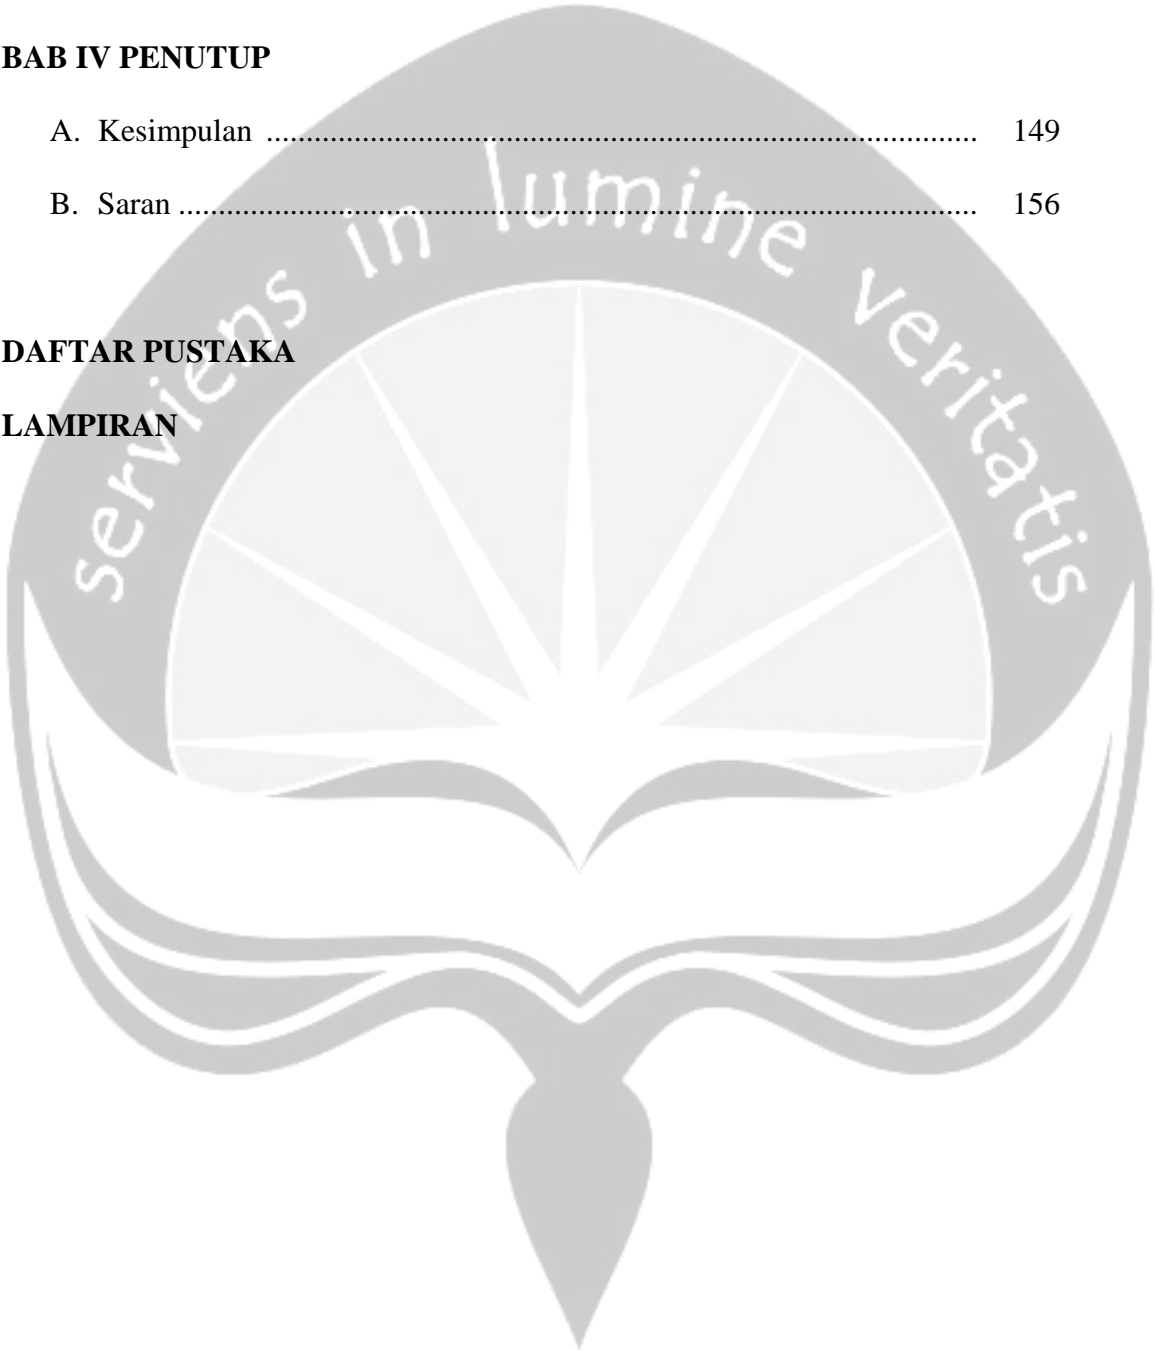 BAB IV PENUTUP
A. Kesimpulan ........................................................................... 149
B. Saran .................................................................................... 156
serviens in lumine veritatis
DAFTAR PUSTAKA
LAMPIRAN